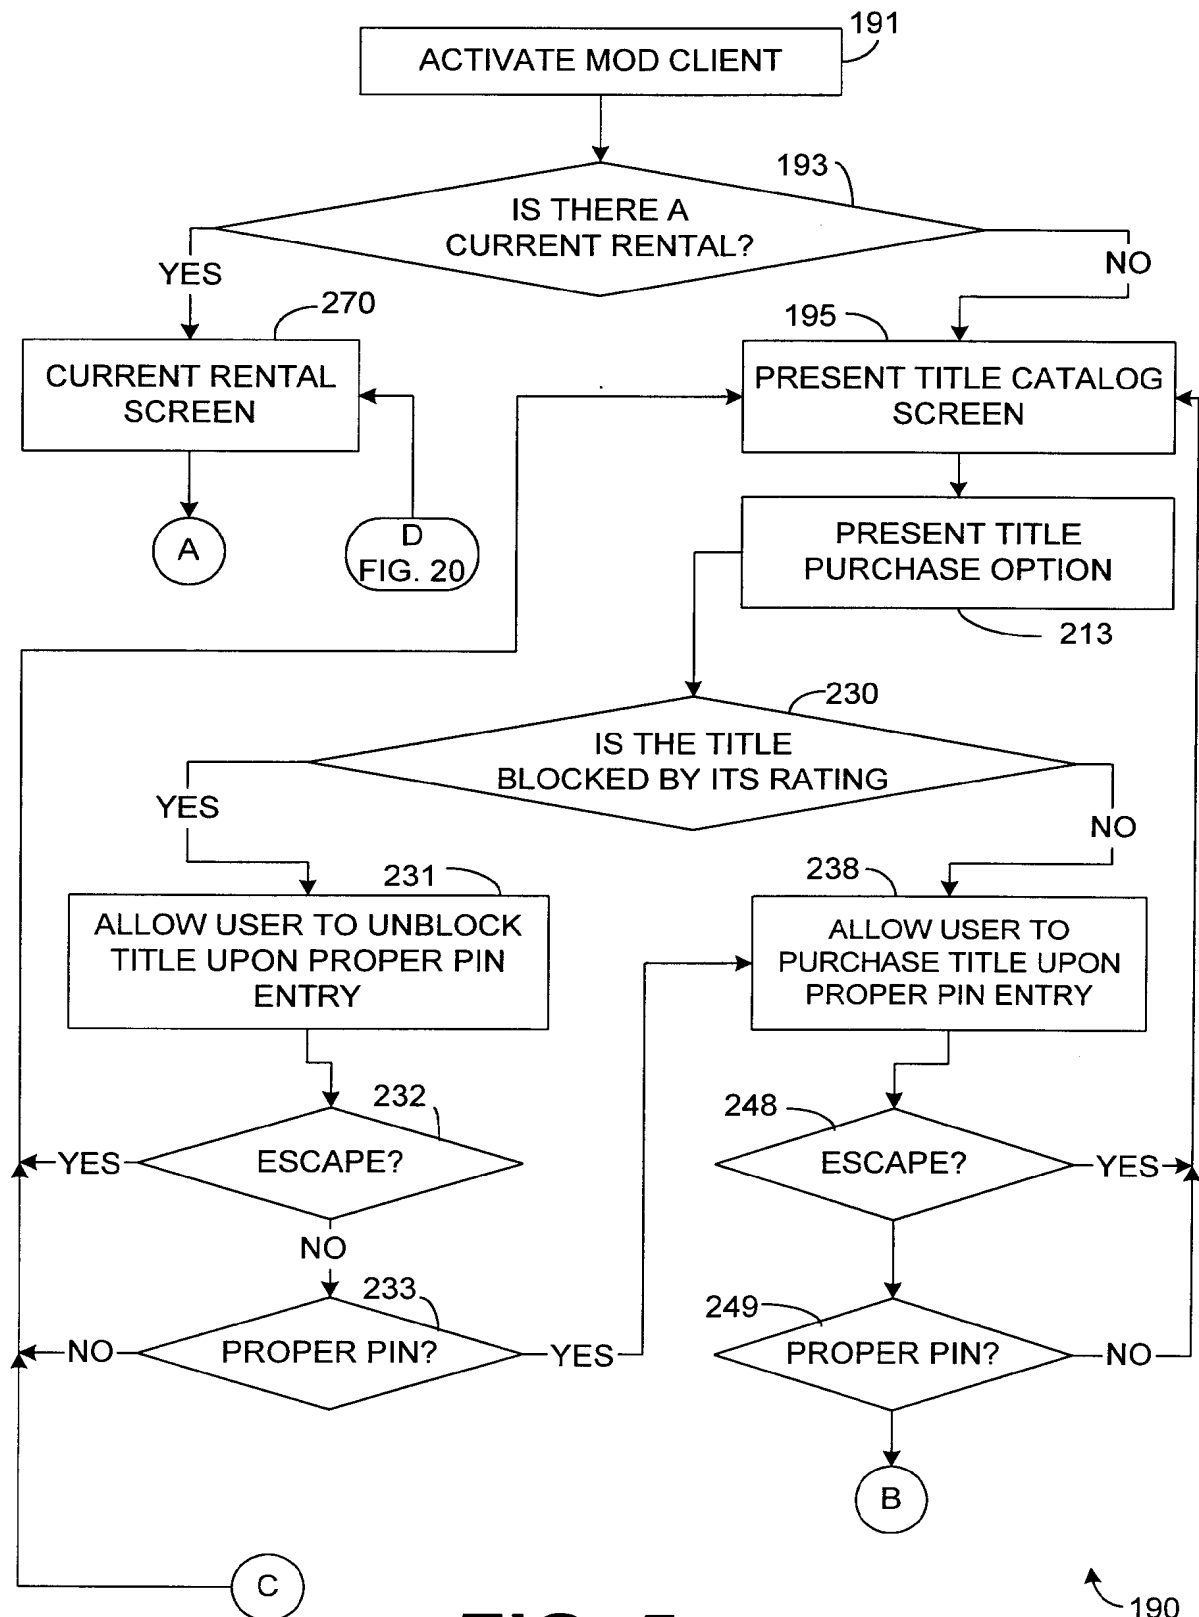 191
ACTIVATE MOD CLIENT
193
IS THERE A
CURRENT RENTAL?
YES
NO
270
195
CURRENT RENTAL
SCREEN
PRESENT TITLE CATALOG
SCREEN
A
D
FIG. 20
PRESENT TITLE
PURCHASE OPTION
213
230
IS THE TITLE
BLOCKED BY ITS RATING
YES
NO
231
238
ALLOW USER TO UNBLOCK
TITLE UPON PROPER PIN
ENTRY
ALLOW USER TO
PURCHASE TITLE UPON
PROPER PIN ENTRY
232
248
YES
ESCAPE?
ESCAPE?
YES
NO
233
249
NO
PROPER PIN?
YES
PROPER PIN?
NO
B
C
190